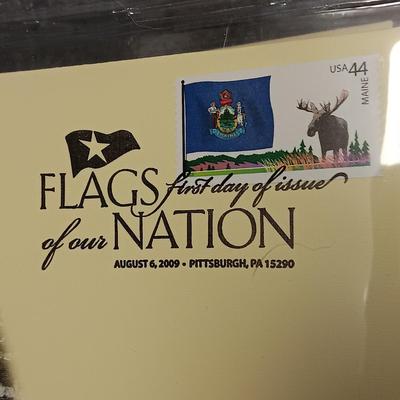 USA 44
MAINE
FLAGS first day of issue
of our NATION
AUGUST 6, 2009 • PITTSBURGH, PA 15290